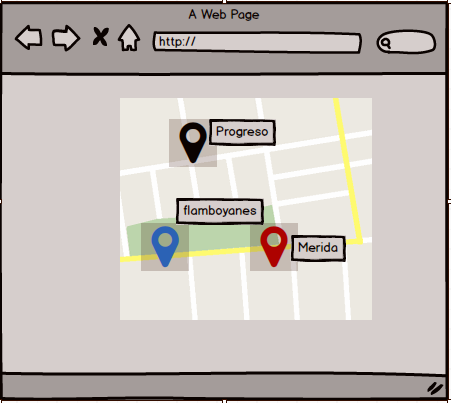 A Web Page
http://
Progreso
flamboyanes
Merida